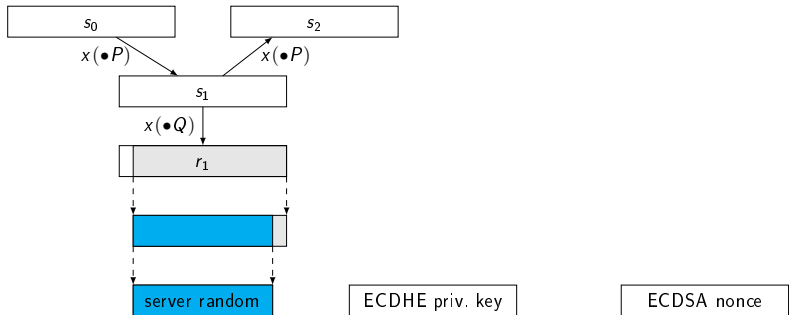 s₀
s₂
x(•P)
x(•P)
s₁
x(•Q)
r₁
server random
ECDHE priv. key
ECDSA nonce